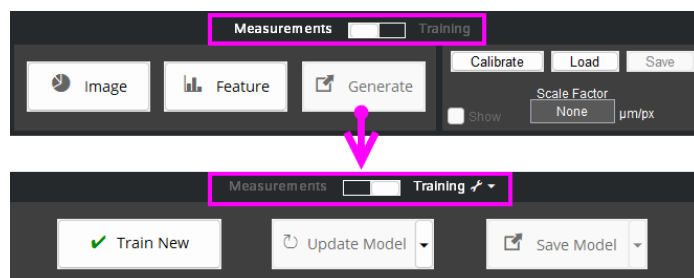 Measurements Training
Calibrate Load Save
Image Feature Generate
Scale Factor
Show None µm/px
Measurements Training
Train New Update Model Save Model